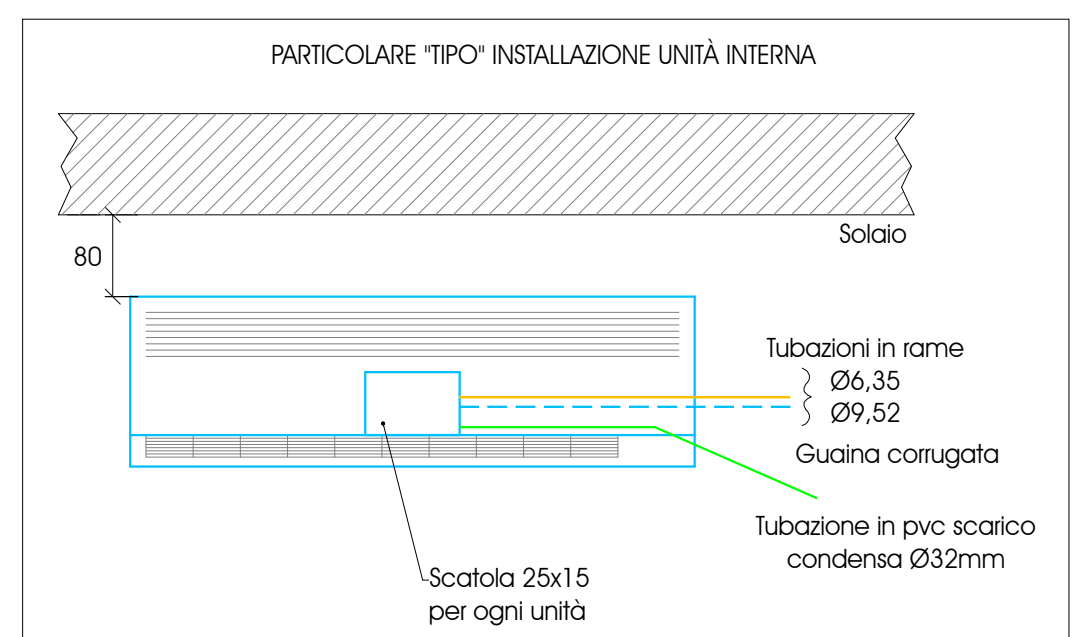 PARTICOLARE "TIPO" INSTALLAZIONE UNITÀ INTERNA
Solaio
80
Tubazioni in rame
Ø6,35
Ø9,52
Guaina corrugata
Tubazione in pvc scarico
condensa Ø32mm
Scatola 25x15
per ogni unità